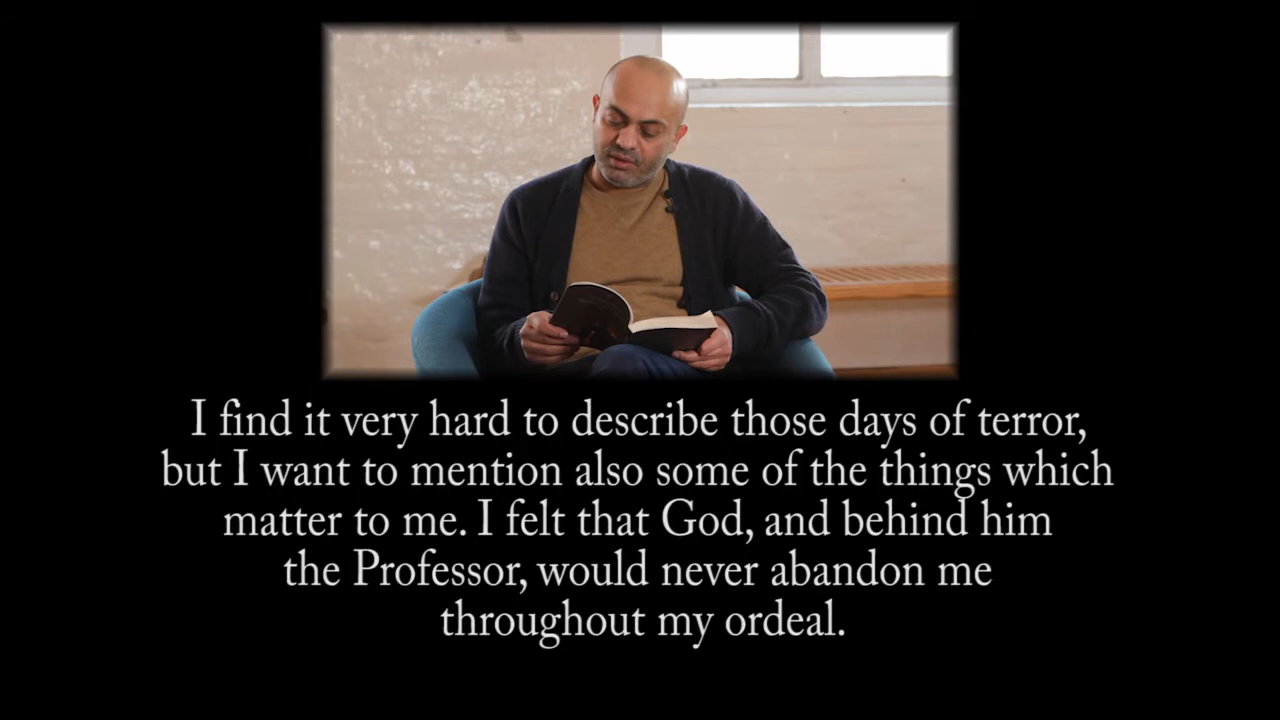 I find it very hard to describe those days of terror,
but I want to mention also some of the things which
matter to me. I felt that God, and behind him
the Professor, would never abandon me
throughout my ordeal.